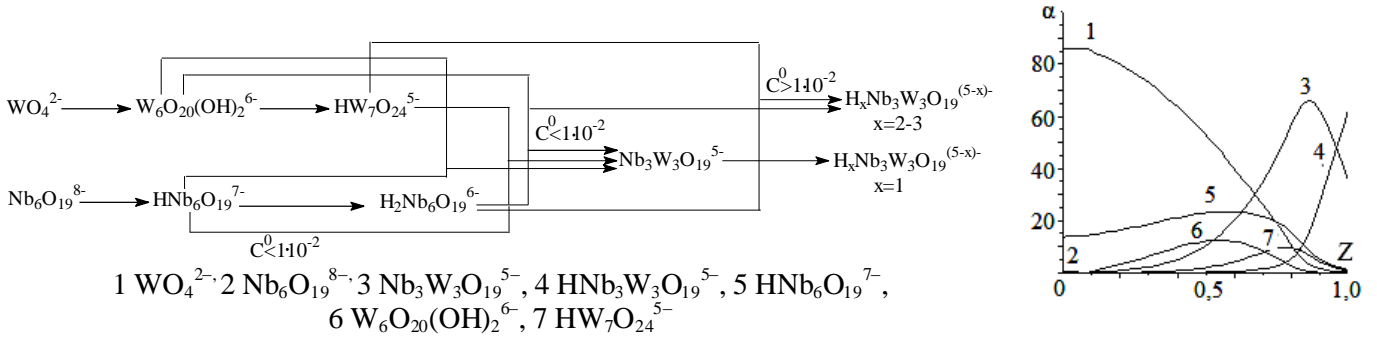 C⁰>1·10⁻²
WO₄²⁻ W₆O₂₀(OH)₂⁶⁻ HW₇O₂₄⁵⁻ HₓNb₃W₃O₁₉⁽⁵⁻ˣ⁾⁻
x=2-3
C⁰<1·10⁻²
Nb₃W₃O₁₉⁵⁻ HₓNb₃W₃O₁₉⁽⁵⁻ˣ⁾⁻
x=1
Nb₆O₁₉⁸⁻ HNb₆O₁₉⁷⁻ H₂Nb₆O₁₉⁶⁻
C⁰<1·10⁻²
1 WO₄²⁻, 2 Nb₆O₁₉⁸⁻, 3 Nb₃W₃O₁₉⁵⁻, 4 HNb₃W₃O₁₉⁵⁻, 5 HNb₆O₁₉⁷⁻,
6 W₆O₂₀(OH)₂⁶⁻, 7 HW₇O₂₄⁵⁻
α
1
80
3
60
4
40
5
20
6 7 Z
2
0 0,5 1,0